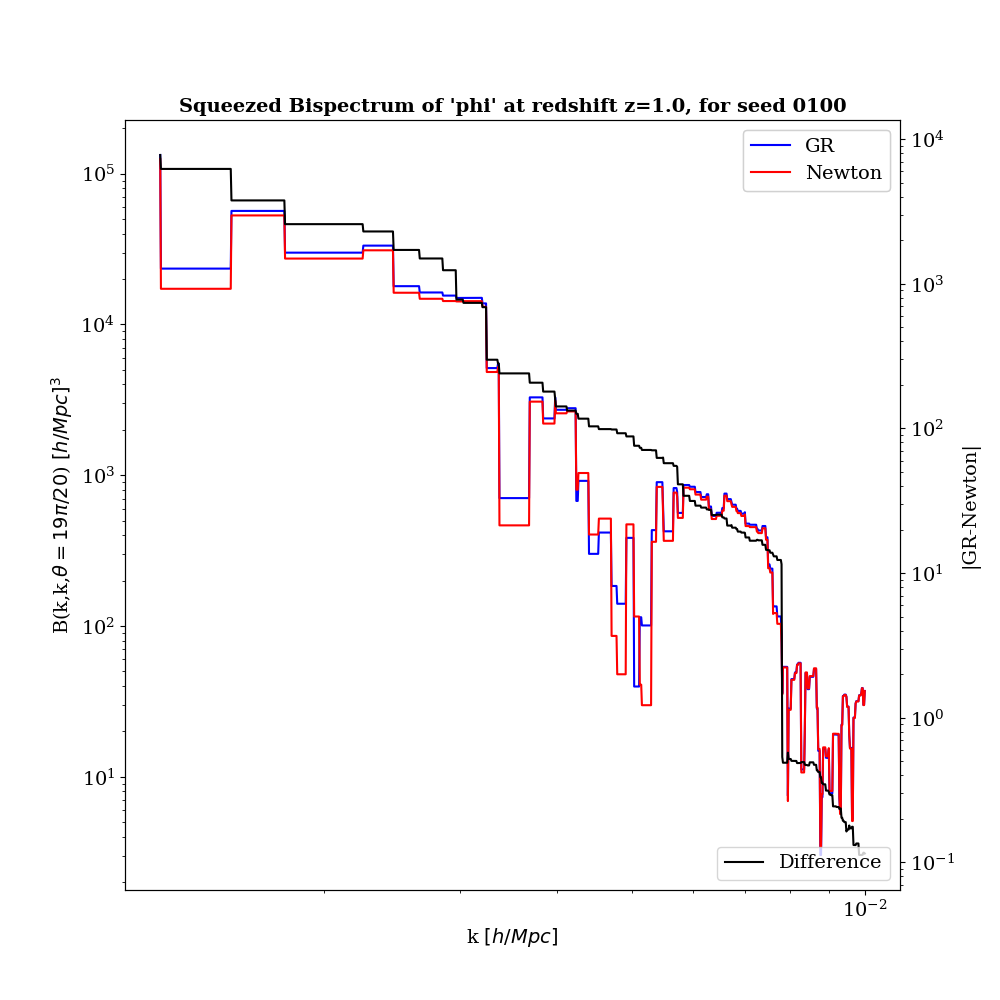 Squeezed Bispectrum of 'phi' at redshift z=1.0, for seed 0100
GR
Newton
10^5
10^4
10^3
10^2
10^1
B(k,k,θ = 19π/20) [h/Mpc]^3
10^4
10^3
10^2
10^1
10^0
10^-1
|GR-Newton|
Difference
10^-2
k [h/Mpc]